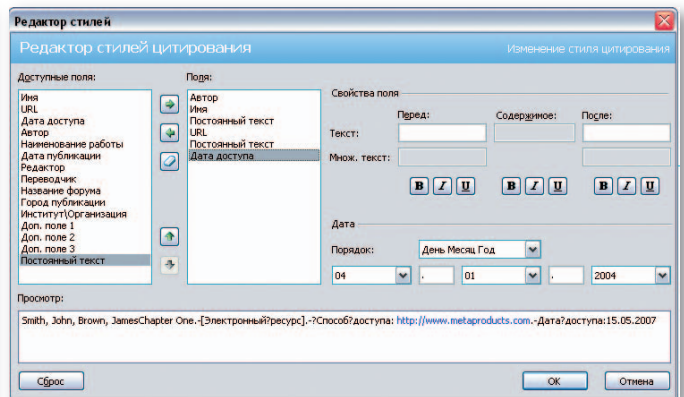 Редактор стилей
Редактор стилей цитирования
Изменение стиля цитирования
Доступные поля:
Имя
URL
Дата доступа
Автор
Наименование работы
Дата публикации
Редактор
Переводчик
Название форума
Город публикации
Институт\Организация
Доп. поле 1
Доп. поле 2
Доп. поле 3
Постоянный текст
Поля:
Автор
Имя
Постоянный текст
URL
Постоянный текст
Дата доступа
Свойства поля
Перед: Содержимое: После:
Текст:
Множ. текст:
B I U B I U B I U
Дата
Порядок: День Месяц Год
04 . 01 . 2004
Просмотр:
Smith, John, Brown, JamesChapter One.-[Электронный?ресурс].-?Способ?доступа: http://www.metaproducts.com.-Дата?доступа:15.05.2007
Сброс OK Отмена